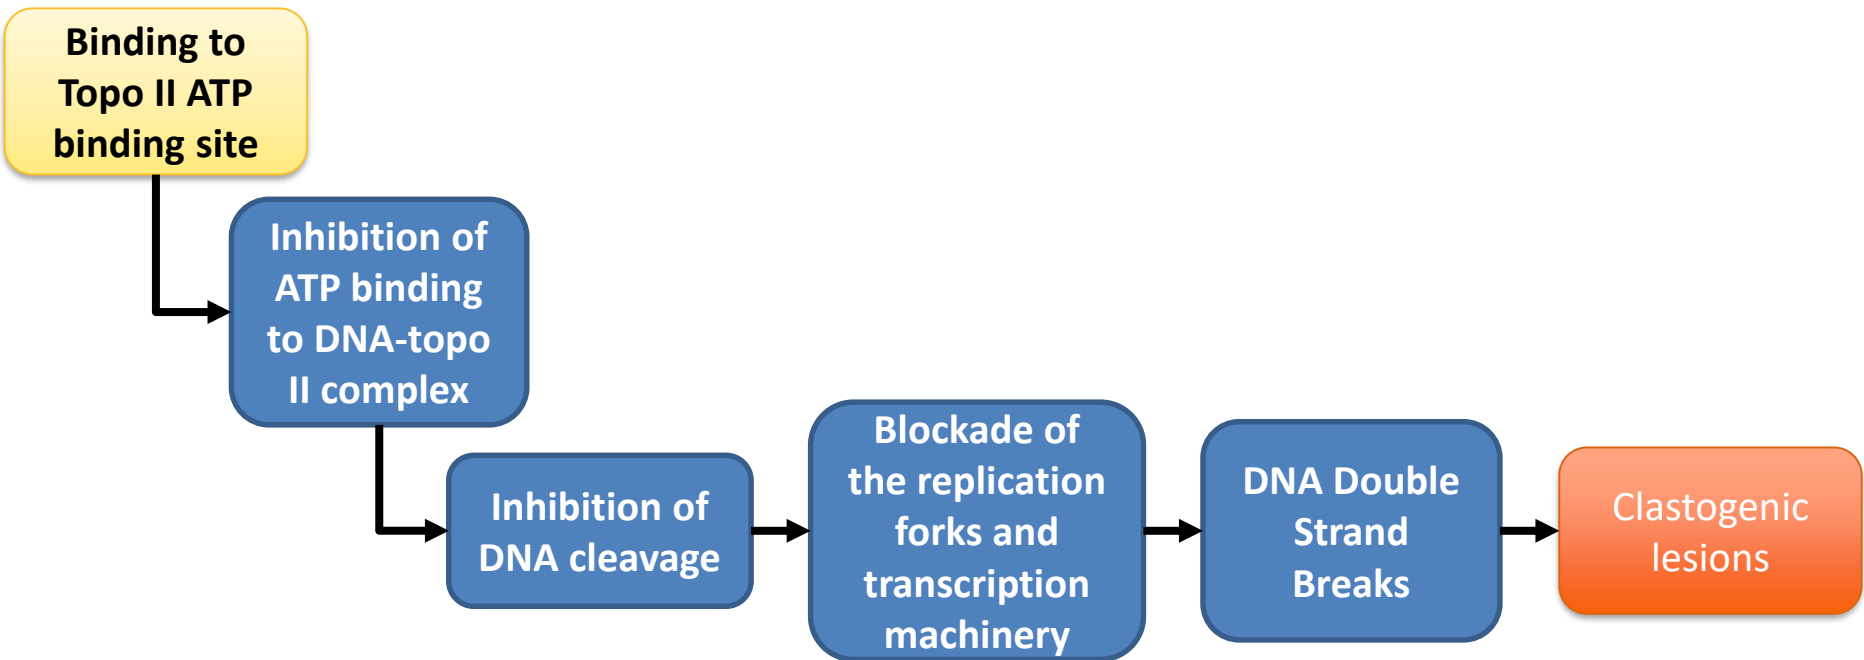 Binding to
Topo II ATP
binding site
Inhibition of
ATP binding
to DNA-topo
II complex
Inhibition of
DNA cleavage
Blockade of
the replication
forks and
transcription
machinery
DNA Double
Strand
Breaks
Clastogenic
lesions